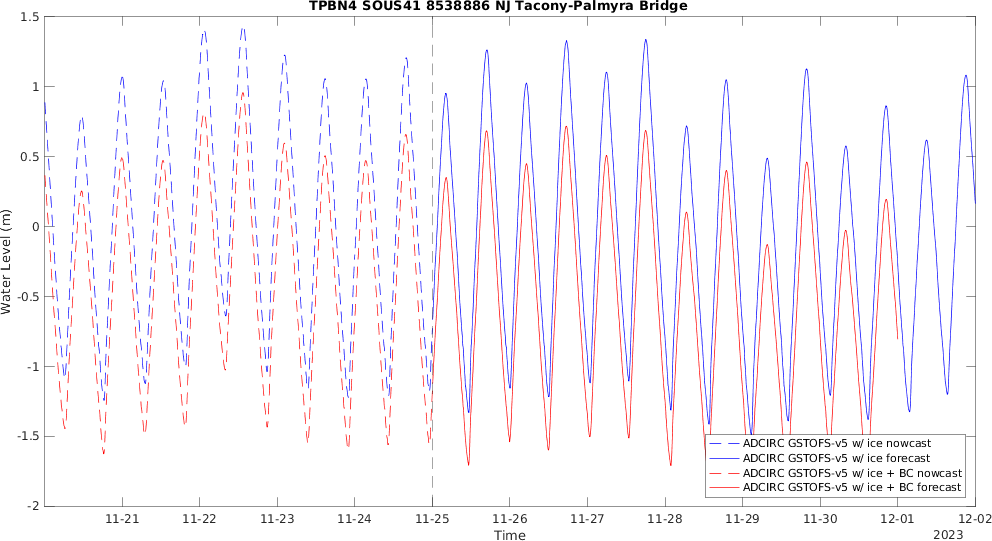 TPBN4 SOUS41 8538886 NJ Tacony-Palmyra Bridge
1.5
1
0.5
0
-0.5
-1
-1.5
-2
Water Level (m)
11-21 11-22 11-23 11-24 11-25 11-26 11-27 11-28 11-29 11-30 12-01 12-02
Time
2023
ADCIRC GSTOFS-v5 w/ ice nowcast
ADCIRC GSTOFS-v5 w/ ice forecast
ADCIRC GSTOFS-v5 w/ ice + BC nowcast
ADCIRC GSTOFS-v5 w/ ice + BC forecast